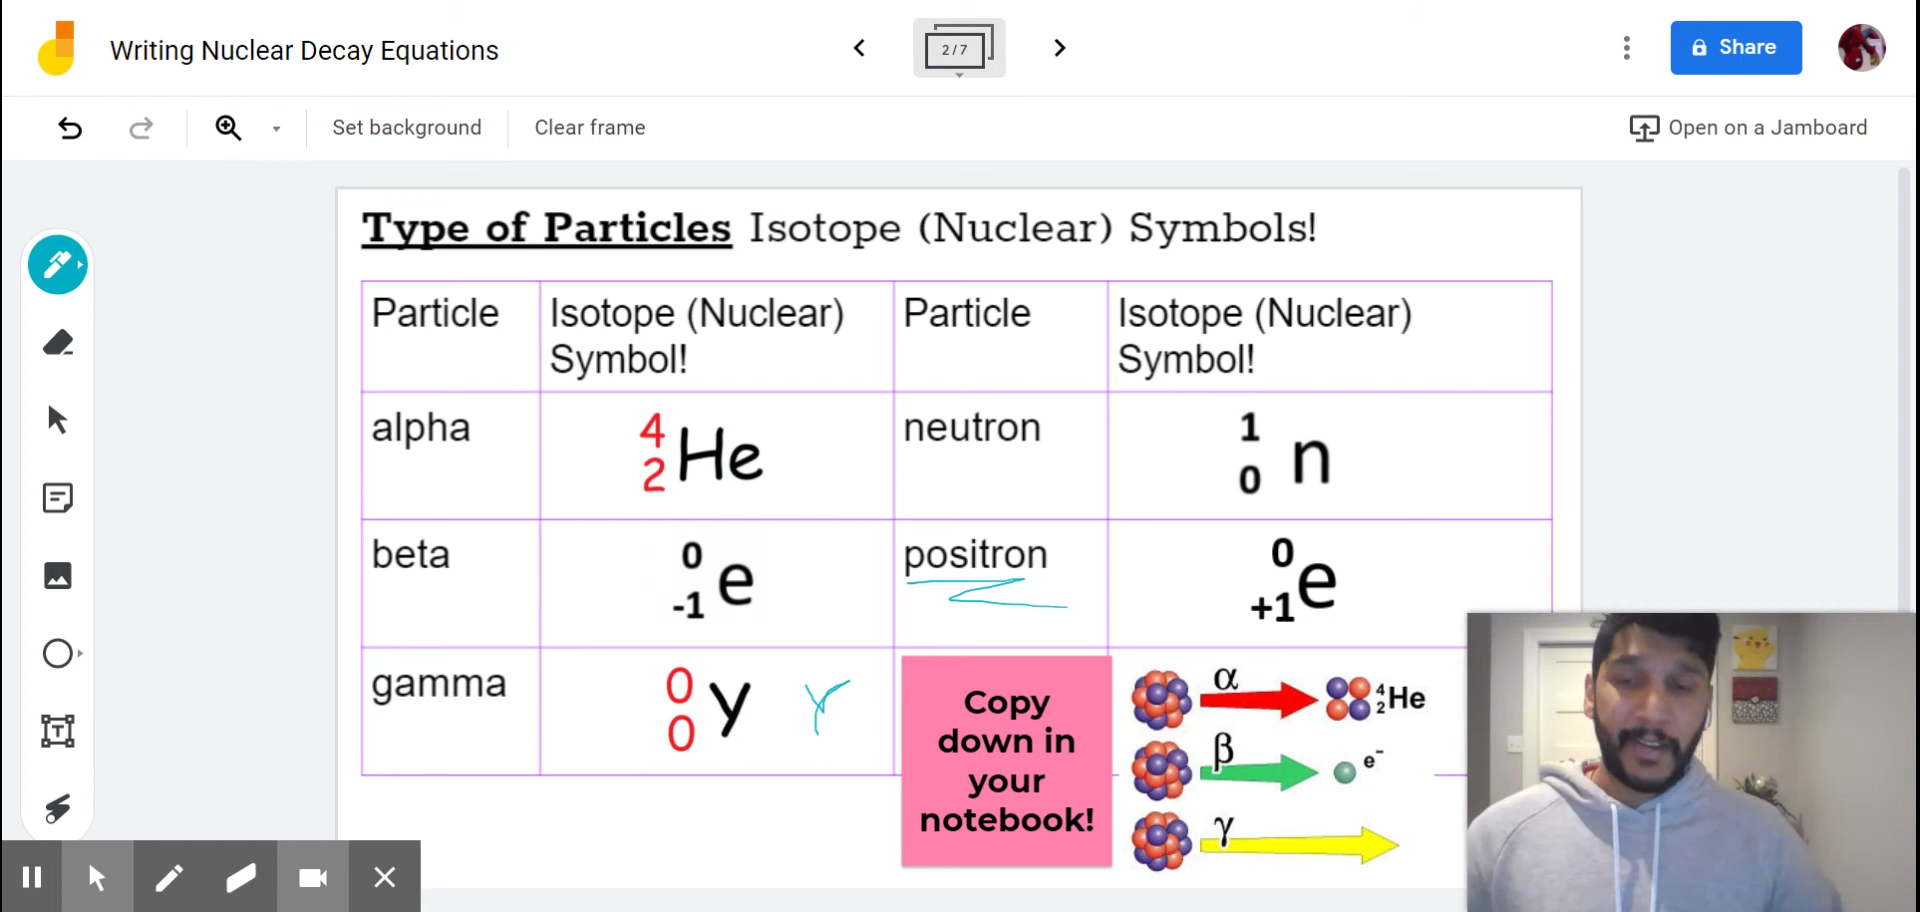 Writing Nuclear Decay Equations
2/7
Share
Set background
Clear frame
Open on a Jamboard
Type of Particles Isotope (Nuclear) Symbols!
Particle
Isotope (Nuclear)
Symbol!
Particle
Isotope (Nuclear)
Symbol!
alpha
4
2 He
neutron
1
0 n
beta
0
-1 e
positron
0
+1 e
gamma
0
0 γ
γ
Copy
down in
your
notebook!
α
4
2 He
β
e-
γ